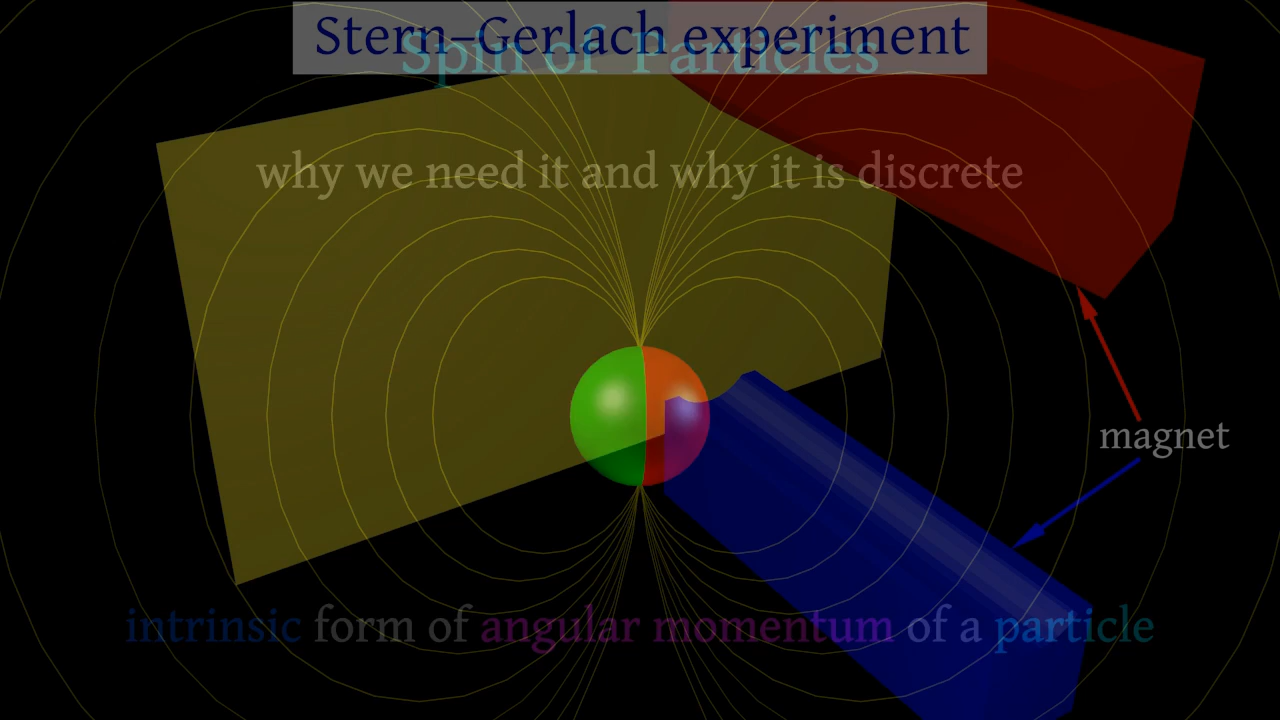 Stern–Gerlach experiment
Spin of Particles
why we need it and why it is discrete
magnet
intrinsic form of angular momentum of a particle